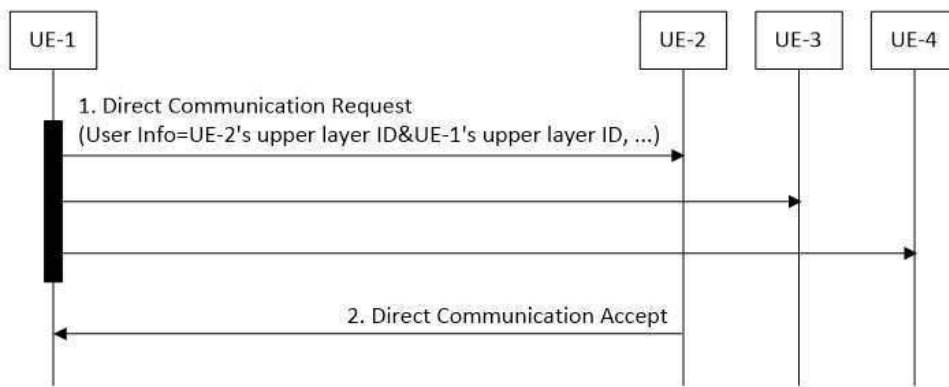 UE-1
UE-2
UE-3
UE-4
1. Direct Communication Request
(User Info=UE-2's upper layer ID&UE-1's upper layer ID, ...)
2. Direct Communication Accept